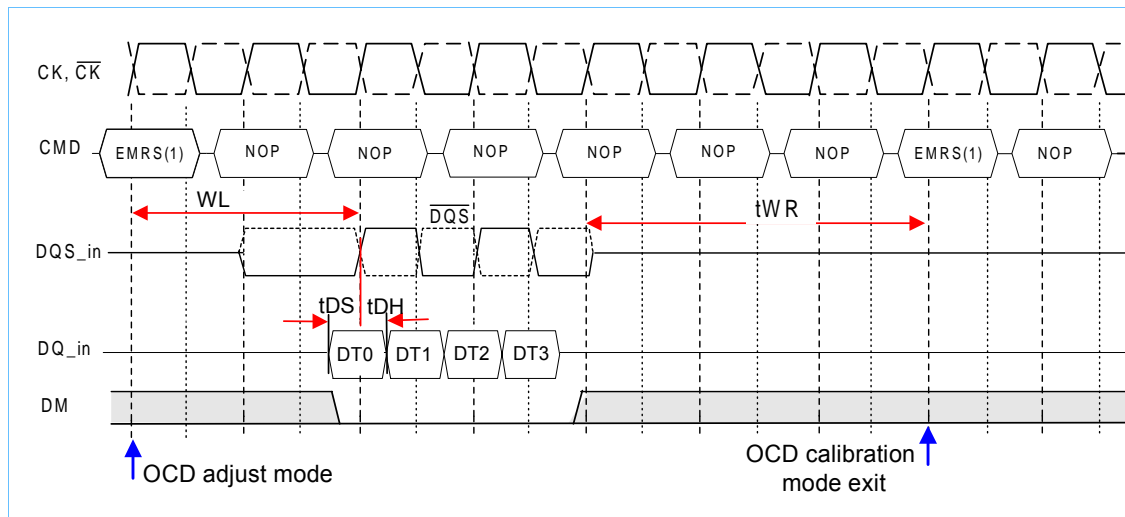 CK, CK
CMD
EMRS(1) NOP NOP NOP NOP NOP NOP EMRS(1) NOP
WL DQS tWR
DQS_in
tDS tDH
DQ_in DT0 DT1 DT2 DT3
DM
OCD adjust mode
OCD calibration
mode exit